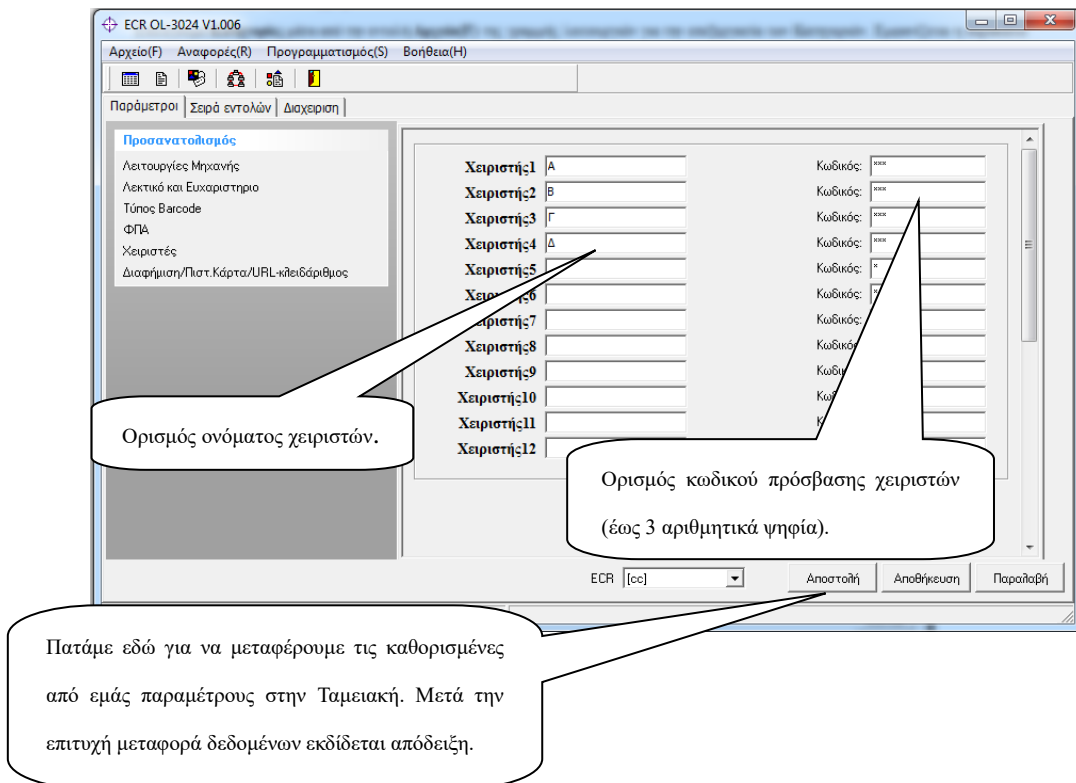 ECR OL-3024 V1.006
Αρχείο(F) Αναφορές(R) Προγραμματισμός(S) Βοήθεια(H)
Παράμετροι Σειρά εντολών Διαχειριση
Προσανατολισμός
Λειτουργίες Μηχανής
Λεκτικό και Ευχαριστηριο
Τύπος Barcode
ΦΠΑ
Χειριστές
Διαφήμιση/Πιστ.Κάρτα/URL-κλειδάριθμος
Χειριστής1 Α Κωδικός: ***
Χειριστής2 Β Κωδικός: ***
Χειριστής3 Γ Κωδικός: ***
Χειριστής4 Δ Κωδικός: ***
Χειριστής5 Κωδικός: *
Χειριστής6 Κωδικός: *
Χειριστής7 Κωδικός:
Χειριστής8 Κωδικός
Χειριστής9
Χειριστής10
Χειριστής11
Χειριστής12
Ορισμός ονόματος χειριστών.
Ορισμός κωδικού πρόσβασης χειριστών
(έως 3 αριθμητικά ψηφία).
ECR [cc] Αποστολή Αποθήκευση Παραλαβή
Πατάμε εδώ για να μεταφέρουμε τις καθορισμένες
από εμάς παραμέτρους στην Ταμειακή. Μετά την
επιτυχή μεταφορά δεδομένων εκδίδεται απόδειξη.